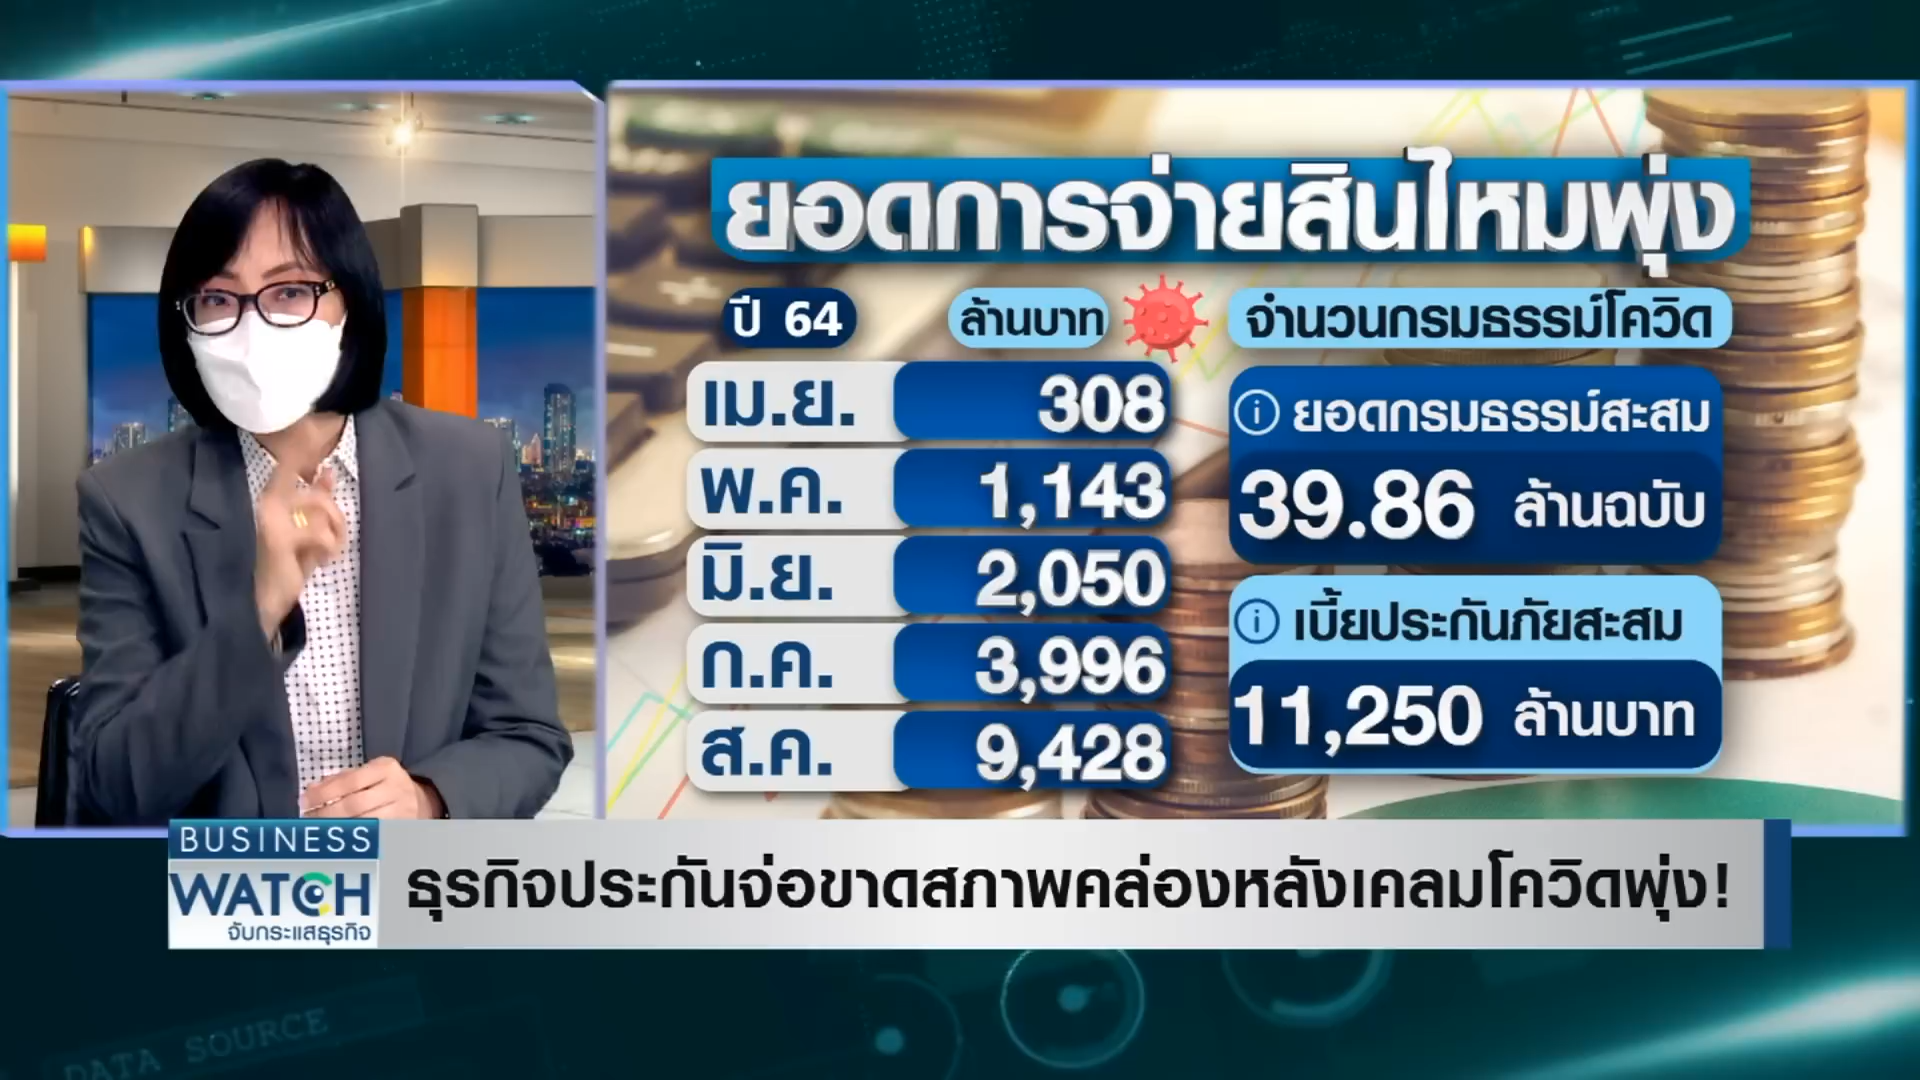 ยอดการจ่ายสินไหมพุ่ง
ปี 64 ล้านบาท
เม.ย. 308
พ.ค. 1,143
มิ.ย. 2,050
ก.ค. 3,996
ส.ค. 9,428
จำนวนกรมธรรม์โควิด
ยอดกรมธรรม์สะสม
39.86 ล้านฉบับ
เบี้ยประกันภัยสะสม
11,250 ล้านบาท
BUSINESS
WATCH
จับกระแสธุรกิจ
ธุรกิจประกันจ่อขาดสภาพคล่องหลังเคลมโควิดพุ่ง!
DATA SOURCE